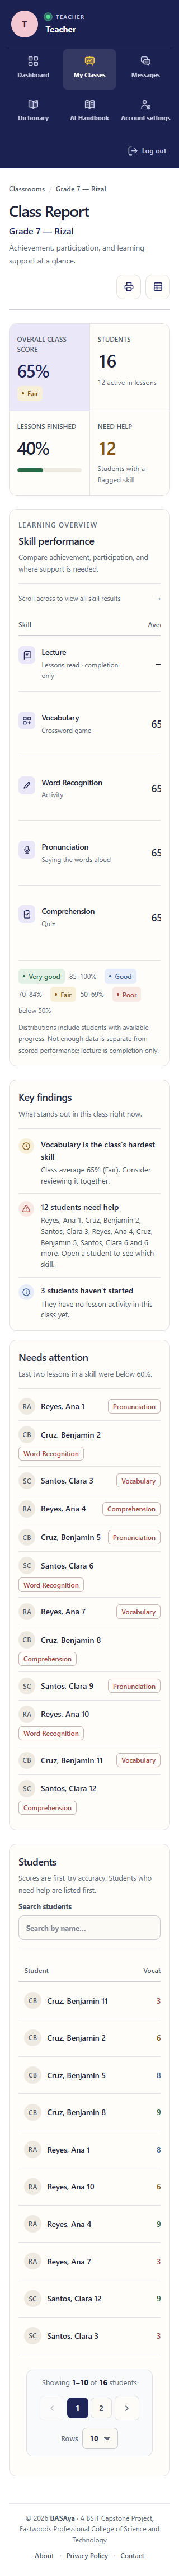 T
TEACHER
Teacher
Dashboard
My Classes
Messages
Dictionary
AI Handbook
Account settings
Log out
Classrooms / Grade 7 — Rizal
Class Report
Grade 7 — Rizal
Achievement, participation, and learning
support at a glance.
OVERALL CLASS
SCORE
65%
• Fair
STUDENTS
16
12 active in lessons
LESSONS FINISHED
40%
NEED HELP
12
Students with a
flagged skill
LEARNING OVERVIEW
Skill performance
Compare achievement, participation, and
where support is needed.
Scroll across to view all skill results →
Skill
Lecture
Lessons read · completion
only
Vocabulary
Crossword game
65
Word Recognition
Activity
65
Pronunciation
Saying the words aloud
65
Comprehension
Quiz
65
• Very good 85–100% • Good
70–84% • Fair 50–69% • Poor
below 50%
Distributions include students with available
progress. Not enough data is separate from
scored performance; lecture is completion only.
Key findings
What stands out in this class right now.
Vocabulary is the class's hardest
skill
Class average 65% (Fair). Consider
reviewing it together.
12 students need help
Reyes, Ana 1, Cruz, Benjamin 2,
Santos, Clara 3, Reyes, Ana 4, Cruz,
Benjamin 5, Santos, Clara 6 and 6
more. Open a student to see which
skill.
3 students haven't started
They have no lesson activity in this
class yet.
Needs attention
Last two lessons in a skill were below 60%.
RA Reyes, Ana 1 Pronunciation
CB Cruz, Benjamin 2
Word Recognition
SC Santos, Clara 3 Vocabulary
RA Reyes, Ana 4 Comprehension
CB Cruz, Benjamin 5 Pronunciation
SC Santos, Clara 6
Word Recognition
RA Reyes, Ana 7 Vocabulary
CB Cruz, Benjamin 8
Comprehension
SC Santos, Clara 9 Pronunciation
RA Reyes, Ana 10
Word Recognition
CB Cruz, Benjamin 11 Vocabulary
SC Santos, Clara 12
Comprehension
Students
Scores are first-try accuracy. Students who
need help are listed first.
Search students
Search by name...
Student Vocab
CB Cruz, Benjamin 11 3
CB Cruz, Benjamin 2 6
CB Cruz, Benjamin 5 8
CB Cruz, Benjamin 8 9
RA Reyes, Ana 1 8
RA Reyes, Ana 10 6
RA Reyes, Ana 4 9
RA Reyes, Ana 7 3
SC Santos, Clara 12 9
SC Santos, Clara 3 3
Showing 1–10 of 16 students
‹ 1 2 ›
Rows 10
© 2026 BASAya · A BSIT Capstone Project,
Eastwoods Professional College of Science and
Technology
About · Privacy Policy · Contact